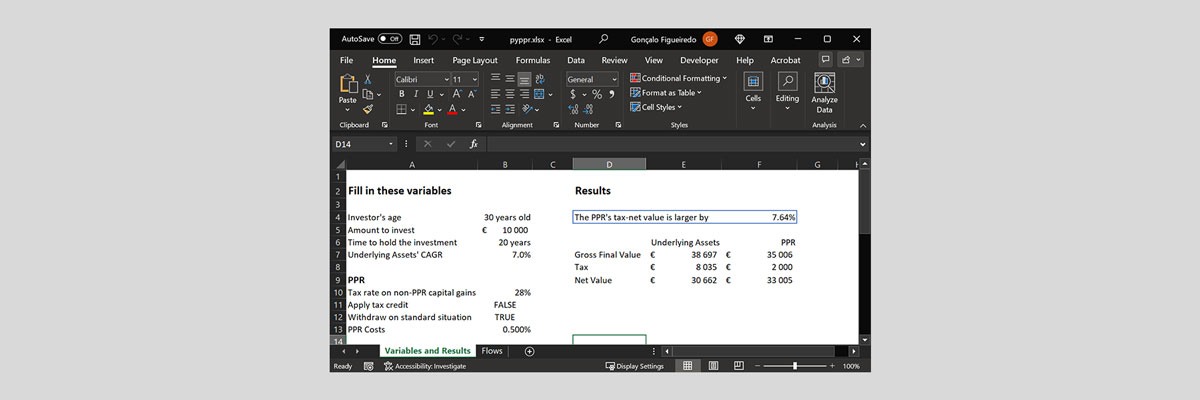 AutoSave Off pyppr.xlsx - Excel Gonçalo Figueiredo GF
File Home Insert Page Layout Formulas Data Review View Developer Help Acrobat
Paste Calibri 11 General Conditional Formatting Cells Editing Analyze Data
B I U A A $ % Format as Table
Cell Styles
Clipboard Font Alignment Number Styles Analysis
D14 fx
A B C D E F G H
1
2 Fill in these variables Results
3
4 Investor's age 30 years old The PPR's tax-net value is larger by 7.64%
5 Amount to invest € 10 000
6 Time to hold the investment 20 years Underlying Assets PPR
7 Underlying Assets' CAGR 7.0% Gross Final Value € 38 697 € 35 006
8 Tax € 8 035 € 2 000
9 PPR Net Value € 30 662 € 33 005
10 Tax rate on non-PPR capital gains 28%
11 Apply tax credit FALSE
12 Withdraw on standard situation TRUE
13 PPR Costs 0.500%
14
Variables and Results Flows
Ready Accessibility: Investigate Display Settings 100%